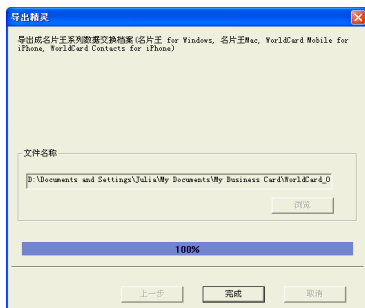 导出精灵
导出成名片王系列数据交换档案(名片王 for Windows, 名片王Mac, WorldCard Mobile for
iPhone, WorldCard Contacts for iPhone)
文件名称
D:\Documents and Settings\Julia\My Documents\My Business Card\WorldCard_O
浏览
100%
上一步
完成
取消